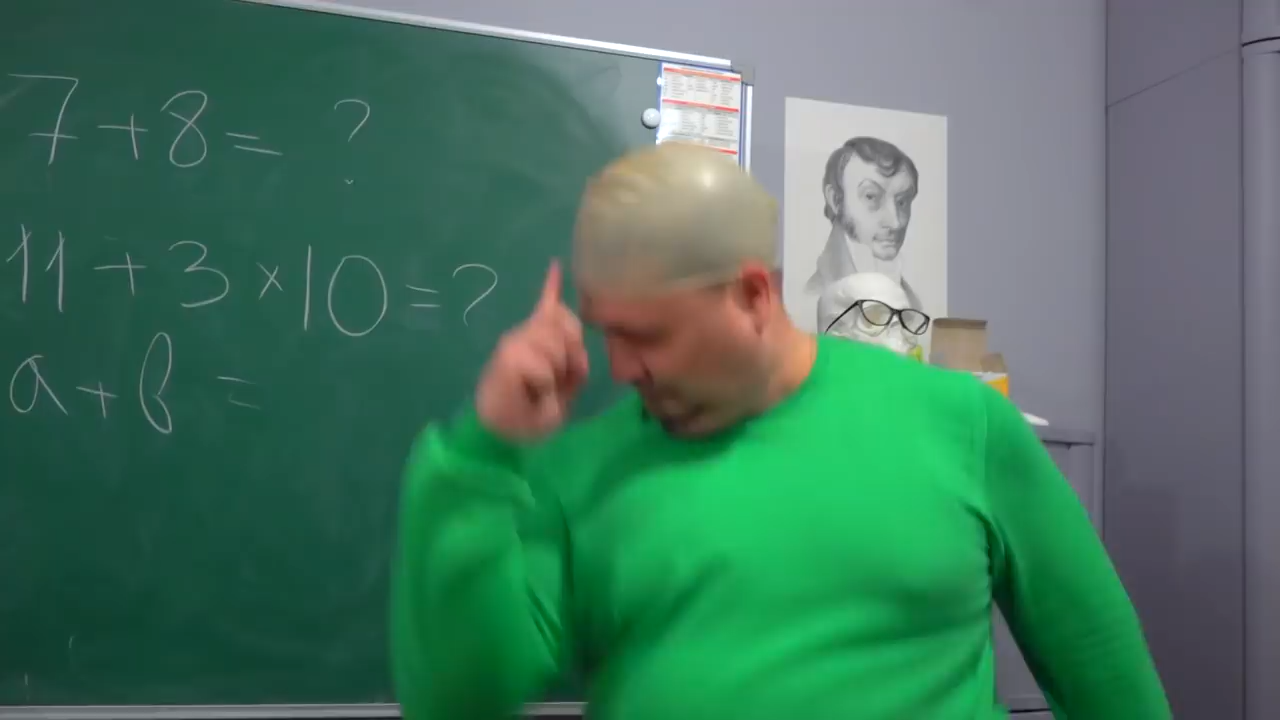 7+8= ?
11+3×10=?
a+b=